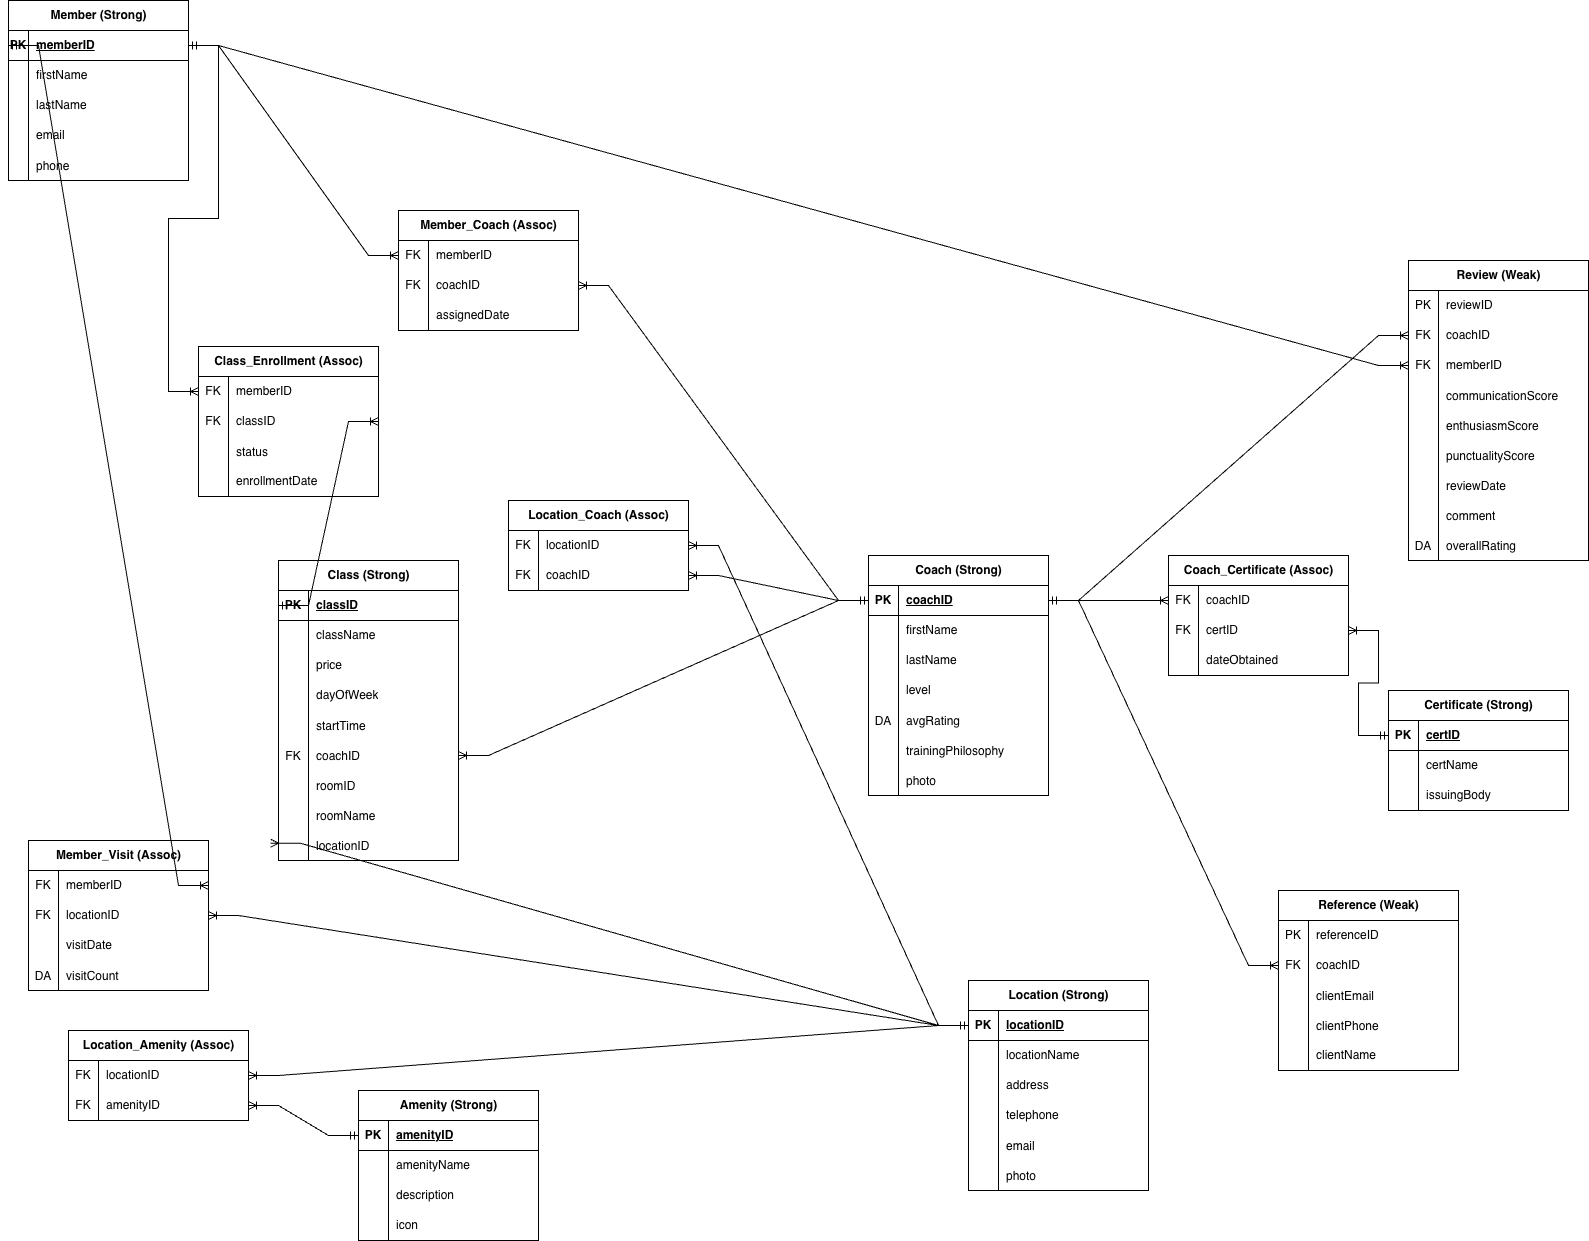 Member (Strong)
PK memberID
firstName
lastName
email
phone
Member_Coach (Assoc)
FK memberID
FK coachID
assignedDate
Review (Weak)
PK reviewID
FK coachID
FK memberID
communicationScore
enthusiasmScore
punctualityScore
reviewDate
comment
DA overallRating
Class_Enrollment (Assoc)
FK memberID
FK classID
status
enrollmentDate
Location_Coach (Assoc)
FK locationID
FK coachID
Class (Strong)
PK classID
className
price
dayOfWeek
startTime
FK coachID
roomID
roomName
locationID
Coach (Strong)
PK coachID
firstName
lastName
level
DA avgRating
trainingPhilosophy
photo
Coach_Certificate (Assoc)
FK coachID
FK certID
dateObtained
Certificate (Strong)
PK certID
certName
issuingBody
Member_Visit (Assoc)
FK memberID
FK locationID
visitDate
DA visitCount
Reference (Weak)
PK referenceID
FK coachID
clientEmail
clientPhone
clientName
Location (Strong)
PK locationID
locationName
address
telephone
email
photo
Location_Amenity (Assoc)
FK locationID
FK amenityID
Amenity (Strong)
PK amenityID
amenityName
description
icon